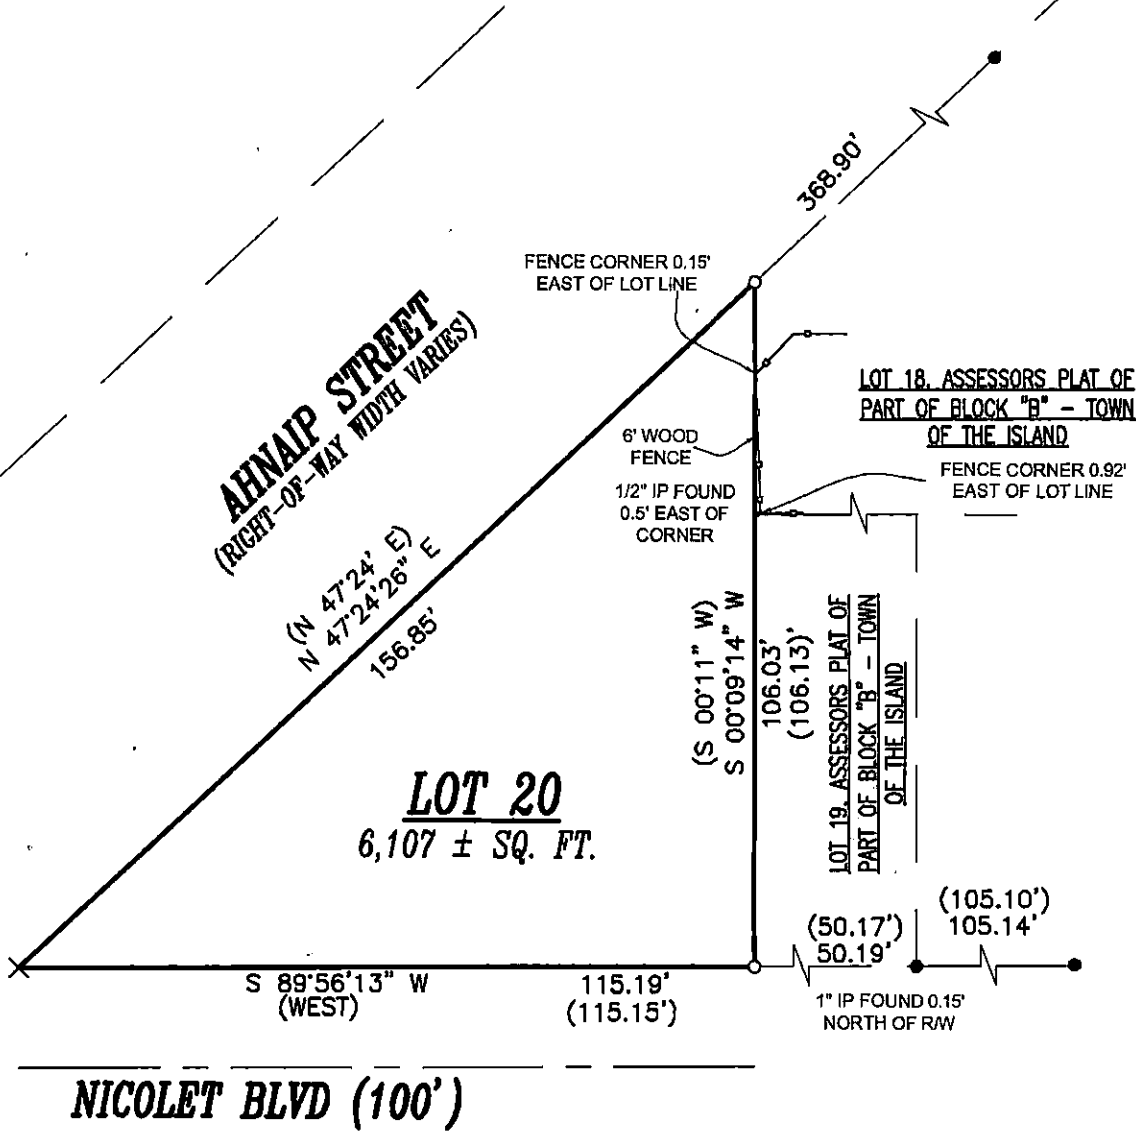 368.90'
FENCE CORNER 0.15'
EAST OF LOT LINE
AHNAIP STREET
(RIGHT-OF-WAY WIDTH VARIES)
LOT 18, ASSESSORS PLAT OF
PART OF BLOCK "B" - TOWN
OF THE ISLAND
6' WOOD
FENCE
FENCE CORNER 0.92'
EAST OF LOT LINE
1/2" IP FOUND
0.5' EAST OF
CORNER
(N 47°24' E)
N 47°24'26" E
156.85'
(S 00°11" W)
S 00°09'14" W
106.03'
(106.13)'
LOT 19, ASSESSORS PLAT OF
PART OF BLOCK "B" - TOWN
OF THE ISLAND
LOT 20
6,107 ± SQ. FT.
(50.17')
50.19'
(105.10')
105.14'
S 89°56'13" W
(WEST)
115.19'
(115.15')
1" IP FOUND 0.15'
NORTH OF R/W
NICOLET BLVD (100')